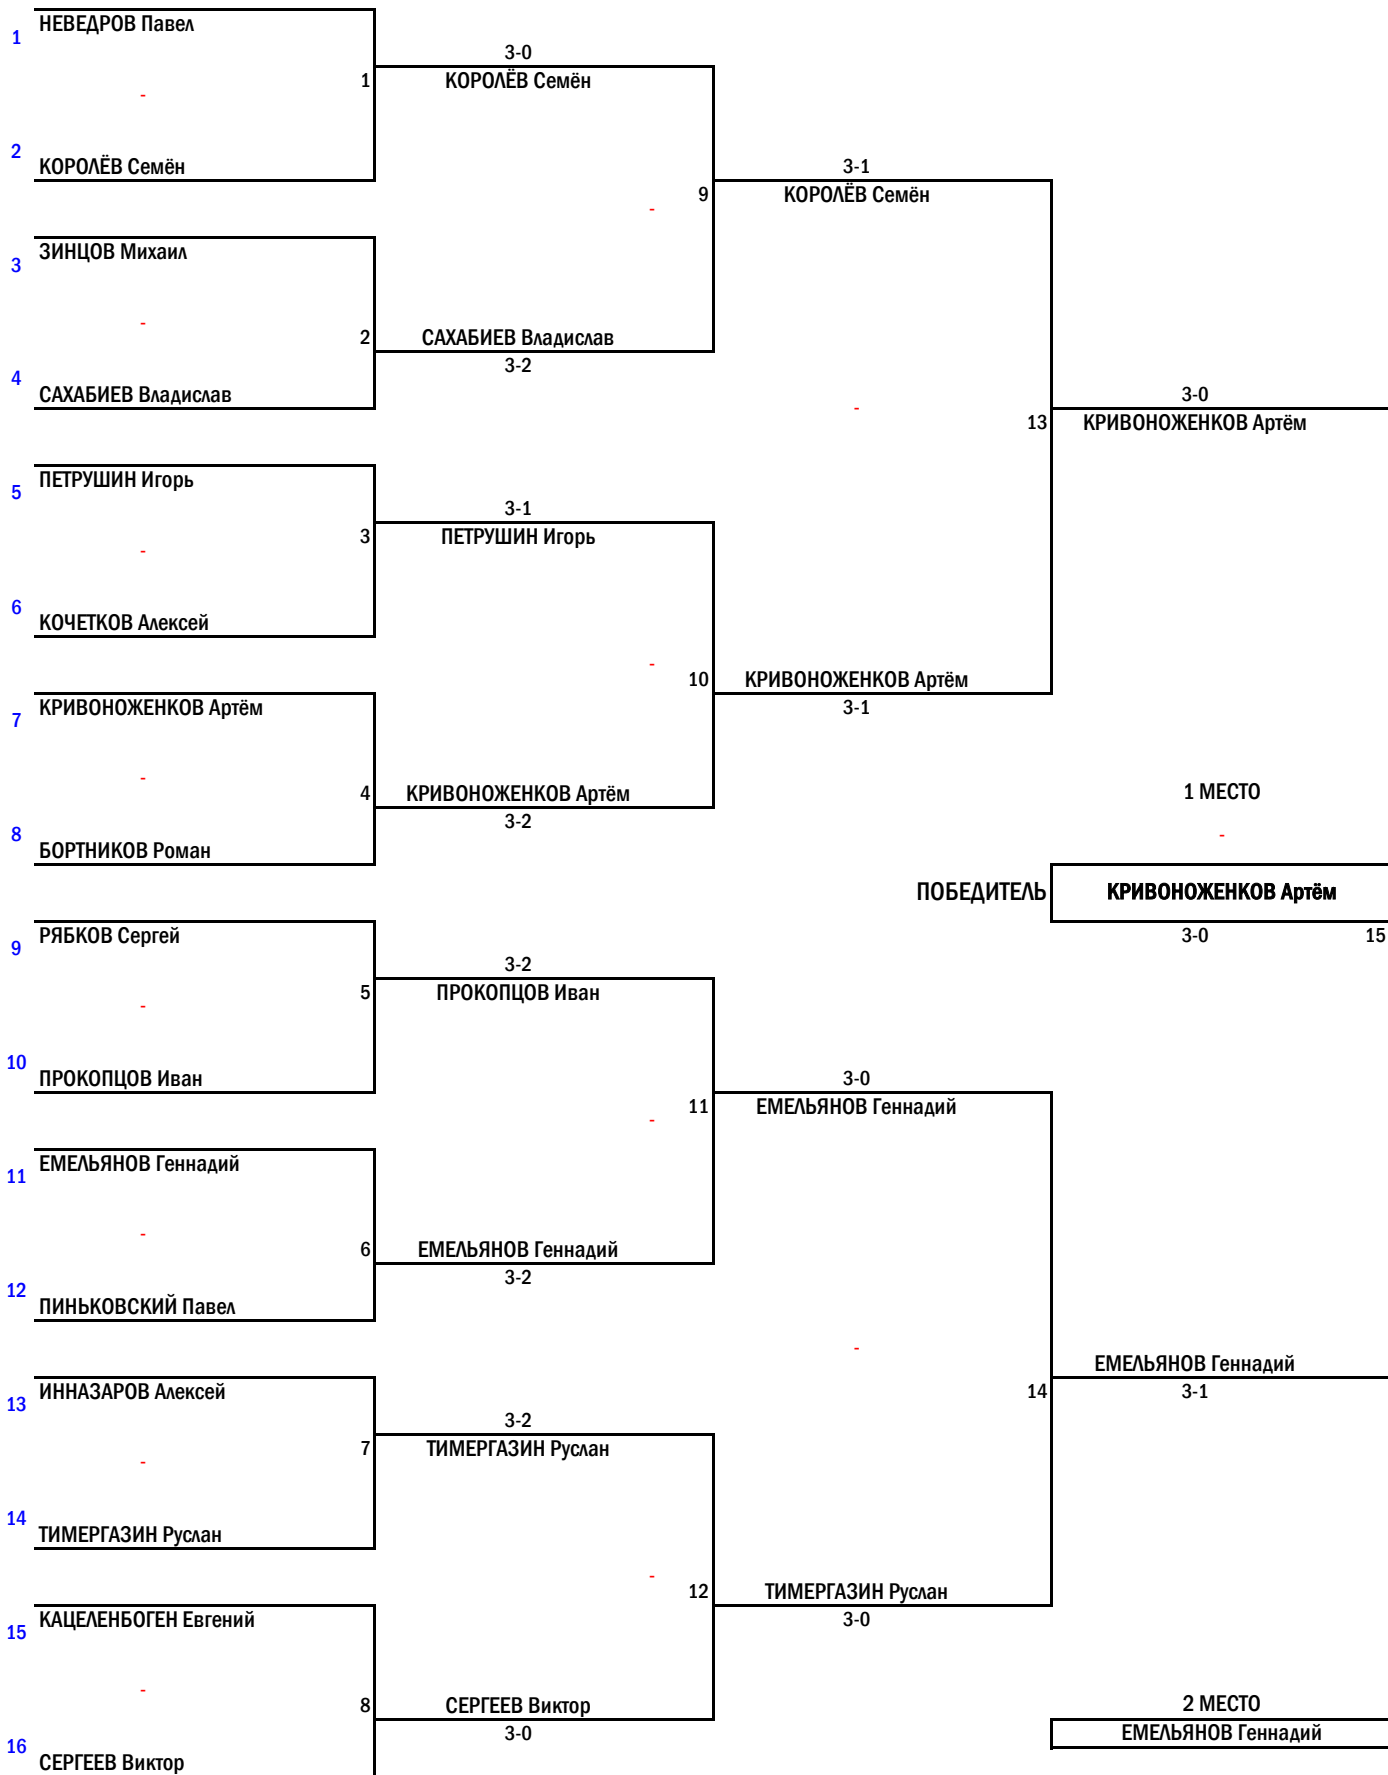 НЕВЕДРОВ Павел
1
3-0
1
КОРОЛЁВ Семён
-
2
КОРОЛЁВ Семён
3-1
9
КОРОЛЁВ Семён
-
ЗИНЦОВ Михаил
3
-
2
САХАБИЕВ Владислав
3-2
4
САХАБИЕВ Владислав
3-0
-
13
КРИВОНОЖЕНКОВ Артём
ПЕТРУШИН Игорь
5
3-1
3
ПЕТРУШИН Игорь
-
6
КОЧЕТКОВ Алексей
-
10
КРИВОНОЖЕНКОВ Артём
3-1
КРИВОНОЖЕНКОВ Артём
7
-
4
КРИВОНОЖЕНКОВ Артём
3-2
1 МЕСТО
-
8
БОРТНИКОВ Роман
ПОБЕДИТЕЛЬ
КРИВОНОЖЕНКОВ Артём
3-0
15
РЯБКОВ Сергей
9
3-2
5
ПРОКОПЦОВ Иван
-
10
ПРОКОПЦОВ Иван
3-0
11
ЕМЕЛЬЯНОВ Геннадий
-
ЕМЕЛЬЯНОВ Геннадий
11
-
6
ЕМЕЛЬЯНОВ Геннадий
3-2
12
ПИНЬКОВСКИЙ Павел
-
ЕМЕЛЬЯНОВ Геннадий
14
3-1
ИННАЗАРОВ Алексей
13
3-2
7
ТИМЕРГАЗИН Руслан
-
14
ТИМЕРГАЗИН Руслан
-
12
ТИМЕРГАЗИН Руслан
3-0
КАЦЕЛЕНБОГЕН Евгений
15
-
8
СЕРГЕЕВ Виктор
3-0
2 МЕСТО
ЕМЕЛЬЯНОВ Геннадий
16
СЕРГЕЕВ Виктор